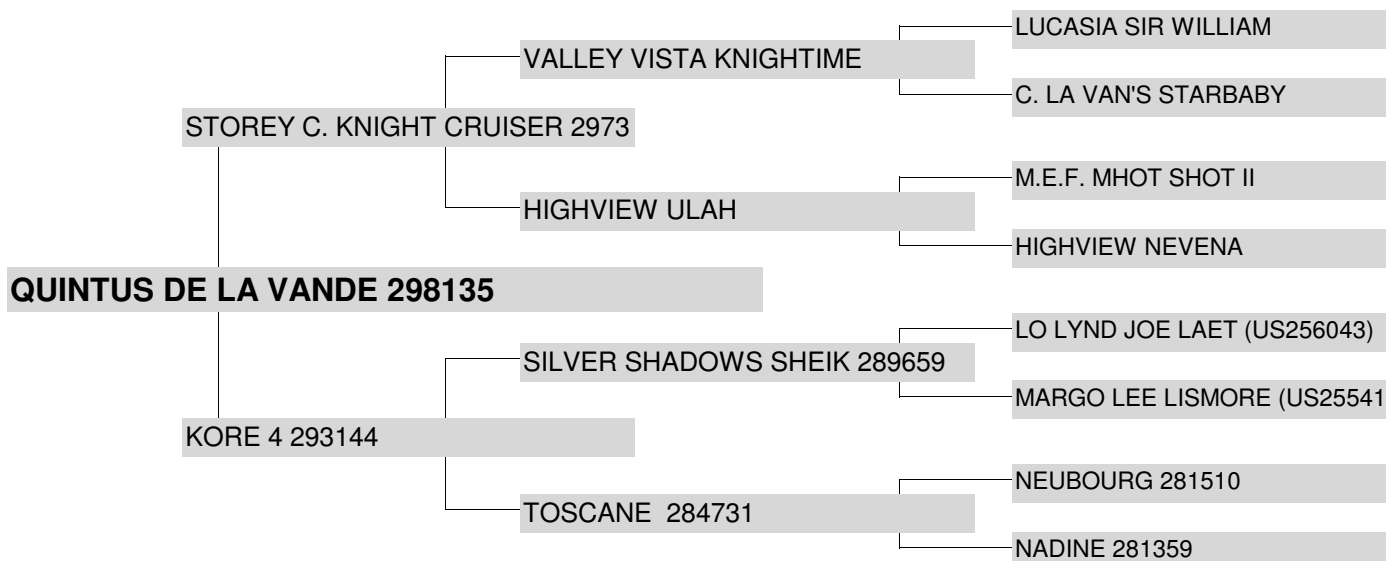 LUCASIA SIR WILLIAM
VALLEY VISTA KNIGHTIME
C. LA VAN'S STARBABY
STOREY C. KNIGHT CRUISER 2973
M.E.F. MHOT SHOT II
HIGHVIEW ULAH
HIGHVIEW NEVENA
QUINTUS DE LA VANDE 298135
LO LYND JOE LAET (US256043)
SILVER SHADOWS SHEIK 289659
MARGO LEE LISMORE (US25541
KORE 4 293144
NEUBOURG 281510
TOSCANE 284731
NADINE 281359